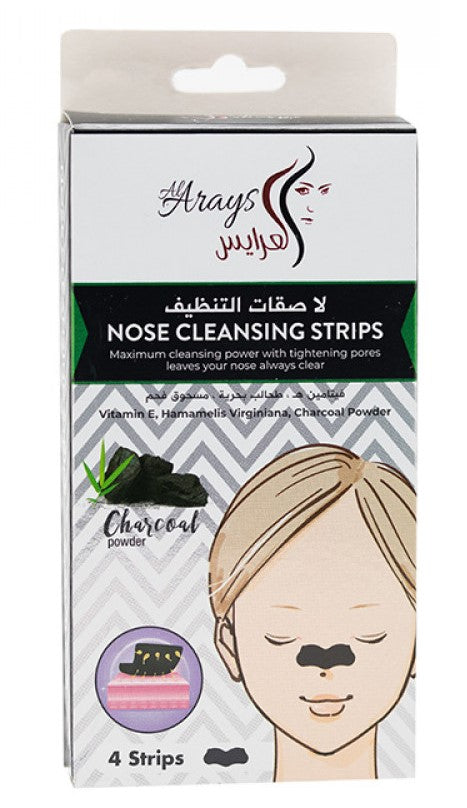 Al Arays
العرايس
لا صقات التنظيف
NOSE CLEANSING STRIPS
Maximum cleansing power with tightening pores
leaves your nose always clear
فيتامين هـ ، طحالب بحرية ، مسحوق فحم
Vitamin E, Hamamelis Virginiana, Charcoal Powder
Charcoal
powder
4 Strips